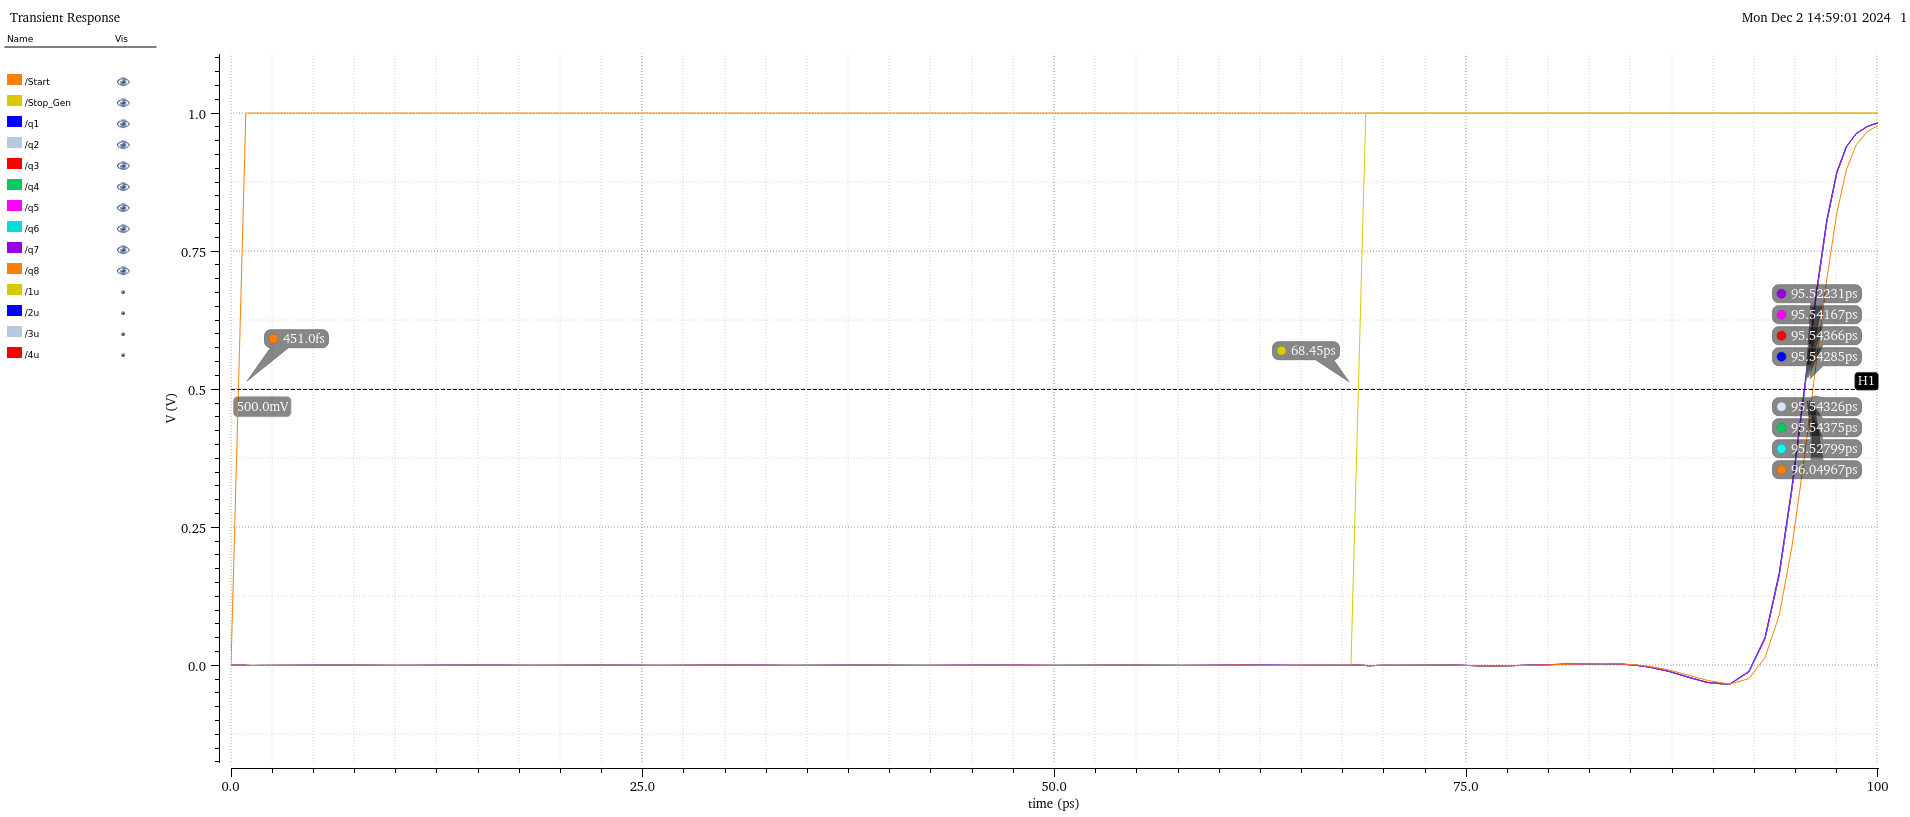 Transient Response
Mon Dec 2 14:59:01 2024 1
Name Vis
/Start
/Stop_Gen
/q1
/q2
/q3
/q4
/q5
/q6
/q7
/q8
/1u
/2u
/3u
/4u
V (V)
1.0
0.75
0.5
0.25
0.0
451.0fs
500.0mV
68.45ps
95.52231ps
95.54167ps
95.54366ps
95.54285ps
H1
95.54326ps
95.54375ps
95.52799ps
96.04967ps
0.0 25.0 50.0 75.0 100
time (ps)